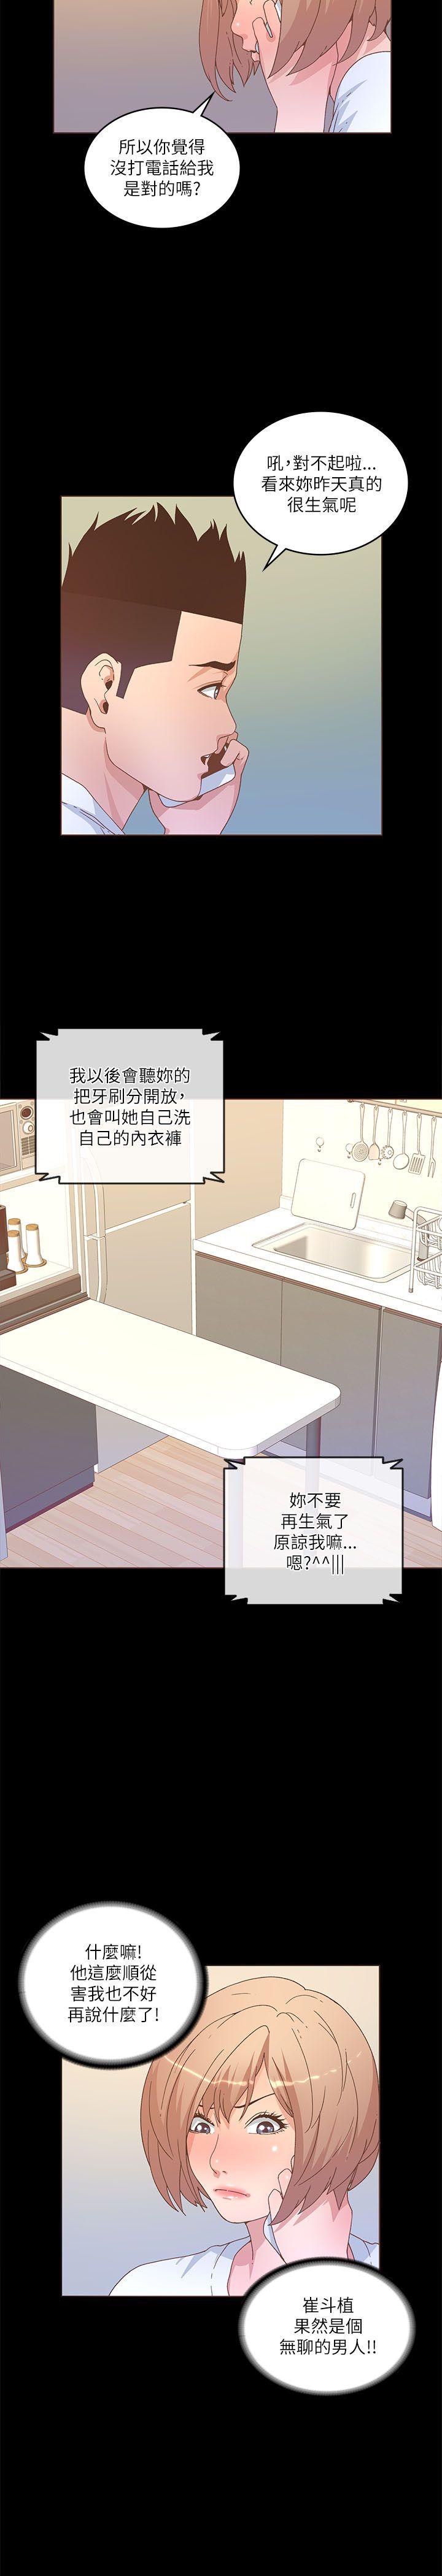 所以你覺得
沒打電話給我
是對的嗎?
吼,對不起啦...
看來妳昨天真的
很生氣呢
我以後會聽妳的
把牙刷分開放,
也會叫她自己洗
自己的內衣褲
妳不要
再生氣了
原諒我嘛...
嗯?^^|||
什麼嘛!
他這麼順從
害我也不好
再說什麼了!
崔斗植
果然是個
無聊的男人!!